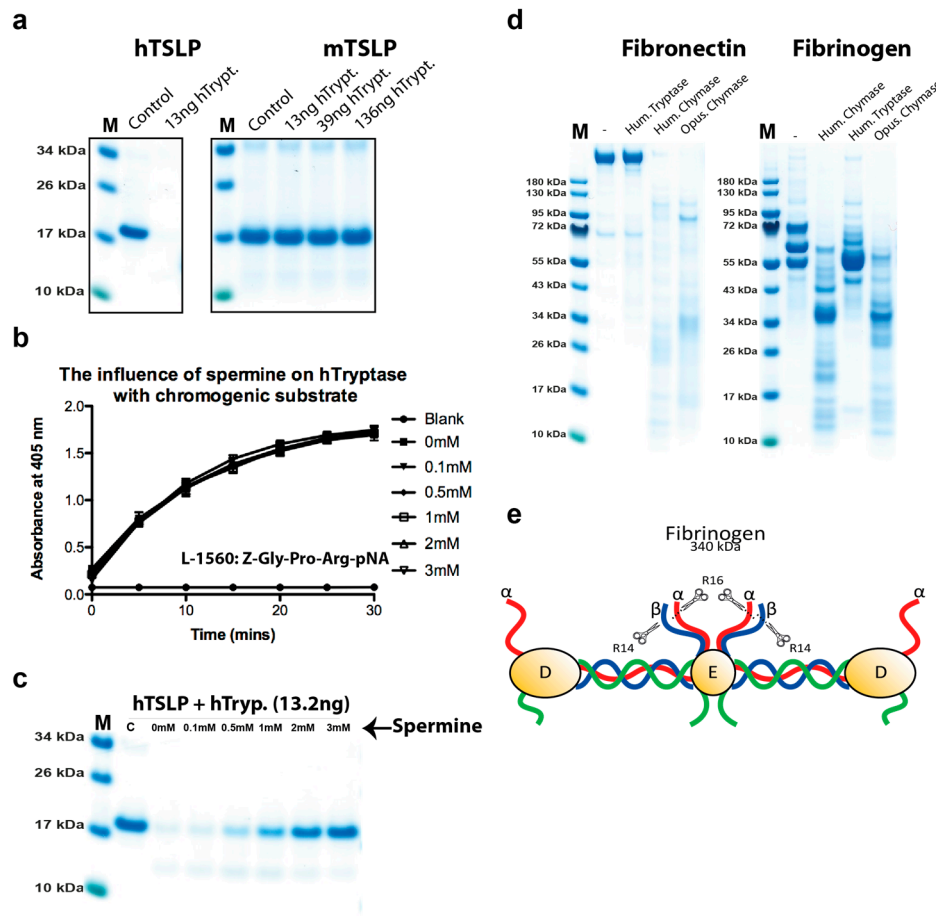 a
hTSLP
mTSLP
M
Control
13ng hTrypt.
M
Control
13ng hTrypt.
39ng hTrypt.
136ng hTrypt.
34 kDa
26 kDa
17 kDa
10 kDa
b
The influence of spermine on hTryptase
with chromogenic substrate
Absorbance at 405 nm
2.0
1.5
1.0
0.5
0.0
0
10
20
30
Time (mins)
L-1560: Z-Gly-Pro-Arg-pNA
Blank
0mM
0.1mM
0.5mM
1mM
2mM
3mM
c
hTSLP + hTryp. (13.2ng)
M
C
0mM
0.1mM
0.5mM
1mM
2mM
3mM
Spermine
34 kDa
26 kDa
17 kDa
10 kDa
d
Fibronectin
M
-
Hum. Tryptase
Hum. Chymase
Opus. Chymase
180 kDa
130 kDa
95 kDa
72 kDa
55 kDa
43 kDa
34 kDa
26 kDa
17 kDa
10 kDa
Fibrinogen
M
-
Hum. Chymase
Hum. Tryptase
Opus. Chymase
180 kDa
130 kDa
95 kDa
72 kDa
55 kDa
43 kDa
34 kDa
26 kDa
17 kDa
10 kDa
e
Fibrinogen
340 kDa
R16
α
β
α
α
β
α
R14
R14
D
E
D